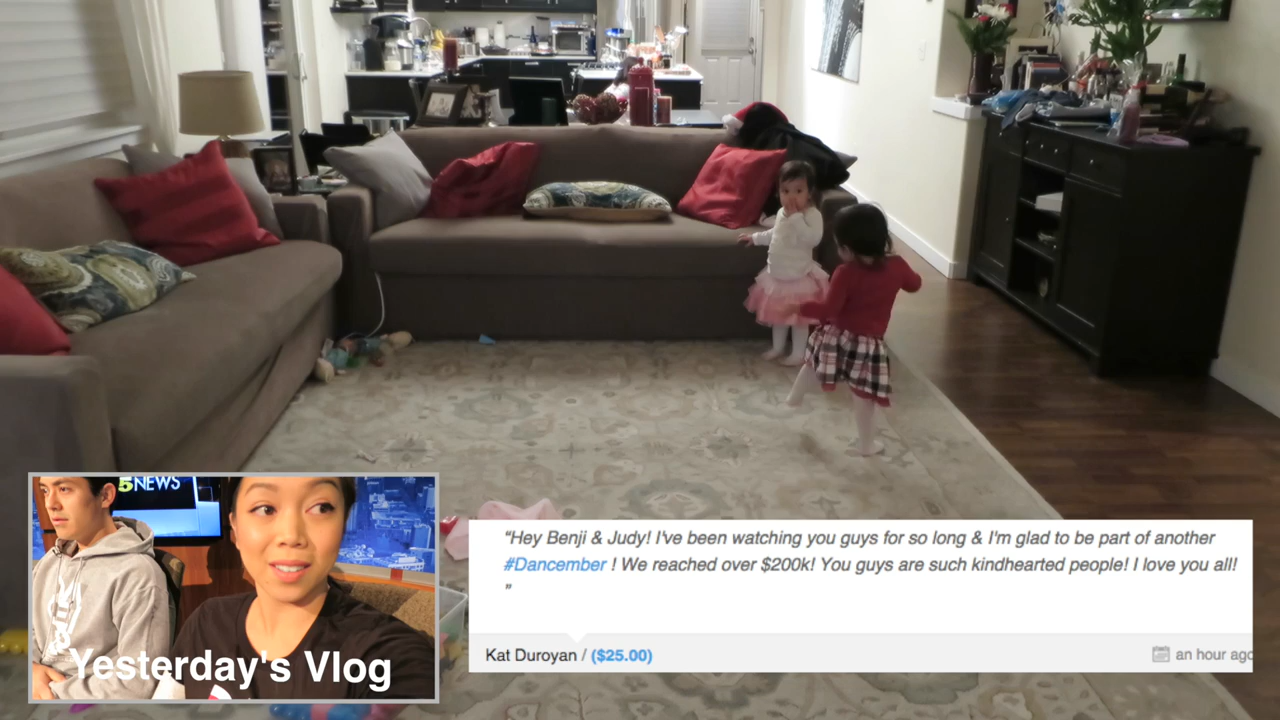 5 NEWS
Yesterday's Vlog
“Hey Benji & Judy! I've been watching you guys for so long & I'm glad to be part of another
#Dancember ! We reached over $200k! You guys are such kindhearted people! I love you all!
”
Kat Duroyan / ($25.00)
an hour ago